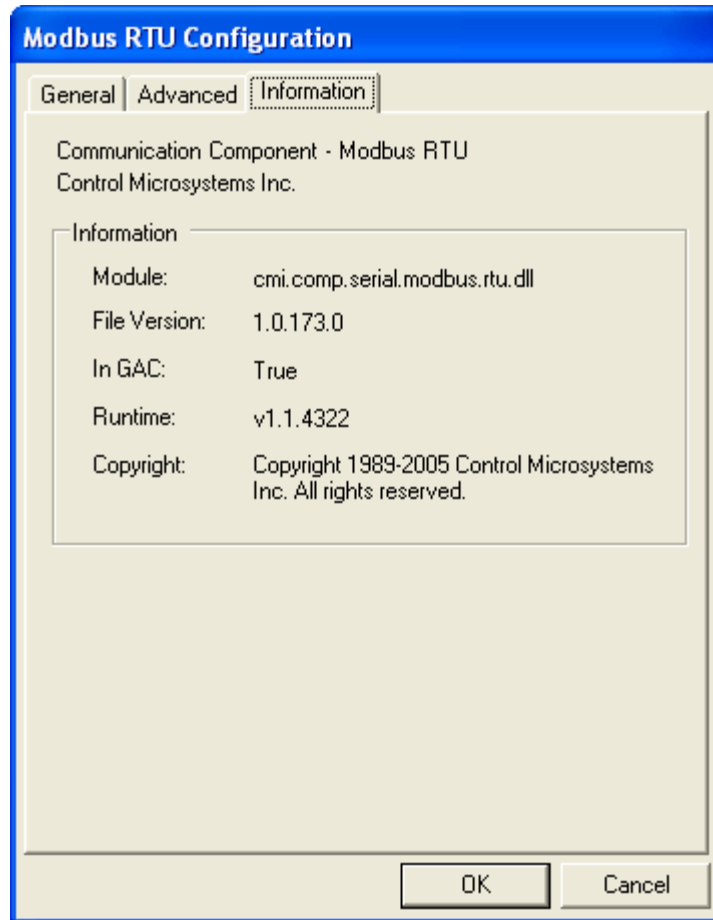 Modbus RTU Configuration
General Advanced Information
Communication Component - Modbus RTU
Control Microsystems Inc.
Information
Module: cmi.comp.serial.modbus.rtu.dll
File Version: 1.0.173.0
In GAC: True
Runtime: v1.1.4322
Copyright: Copyright 1989-2005 Control Microsystems
Inc. All rights reserved.
OK Cancel